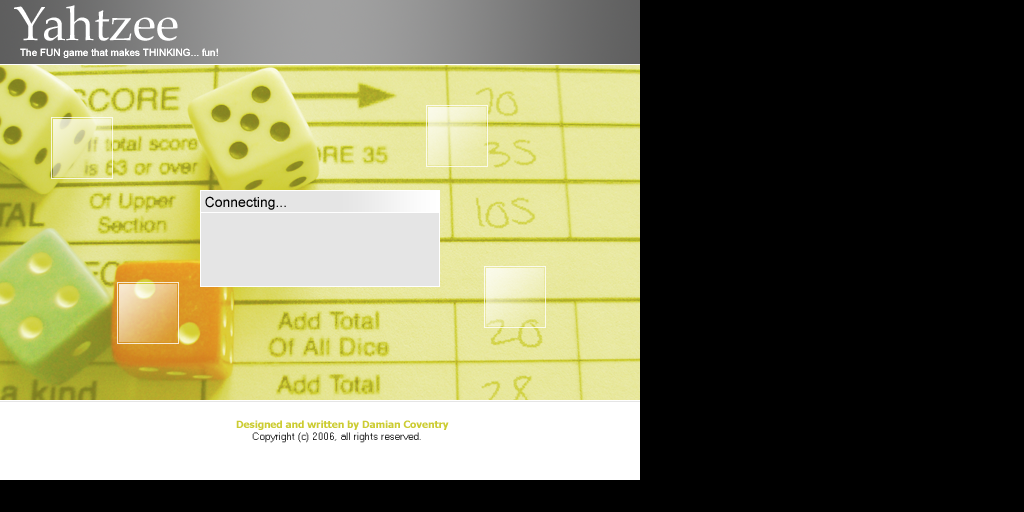 Yahtzee
The FUN game that makes THINKING... fun!
SCORE
70
If total score
is 63 or over
RE 35
35
TAL
Of Upper
Section
105
Connecting...
FO
Add Total
Of All Dice
20
a kind
Add Total
28
Designed and written by Damian Coventry
Copyright (c) 2006, all rights reserved.